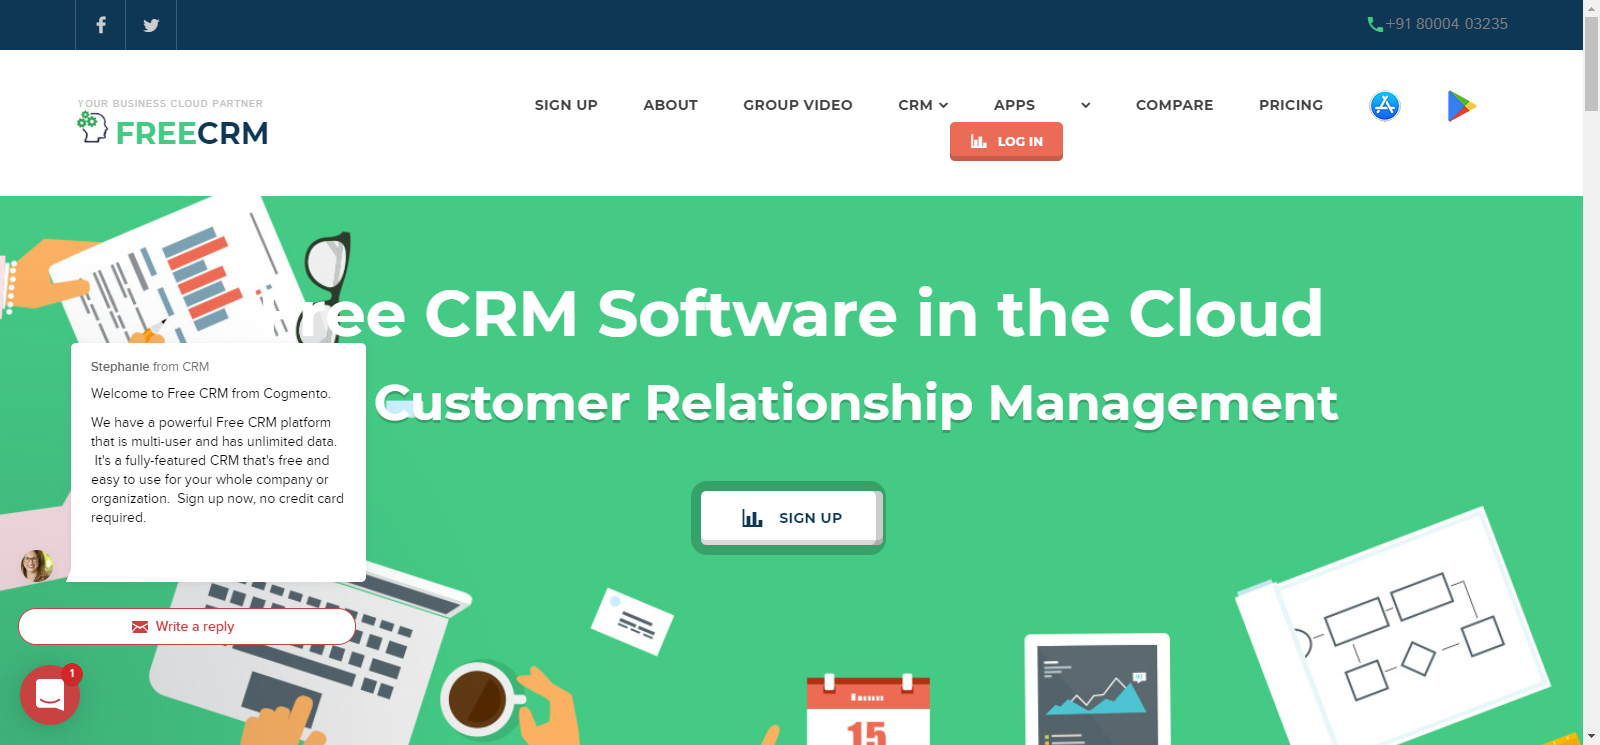 +91 80004 03235
YOUR BUSINESS CLOUD PARTNER
FREECRM
SIGN UP ABOUT GROUP VIDEO CRM APPS COMPARE PRICING
LOG IN
Free CRM Software in the Cloud
Customer Relationship Management
SIGN UP
Stephanie from CRM
Welcome to Free CRM from Cogmento.
We have a powerful Free CRM platform
that is multi-user and has unlimited data.
It's a fully-featured CRM that's free and
easy to use for your whole company or
organization. Sign up now, no credit card
required.
Write a reply
1
15